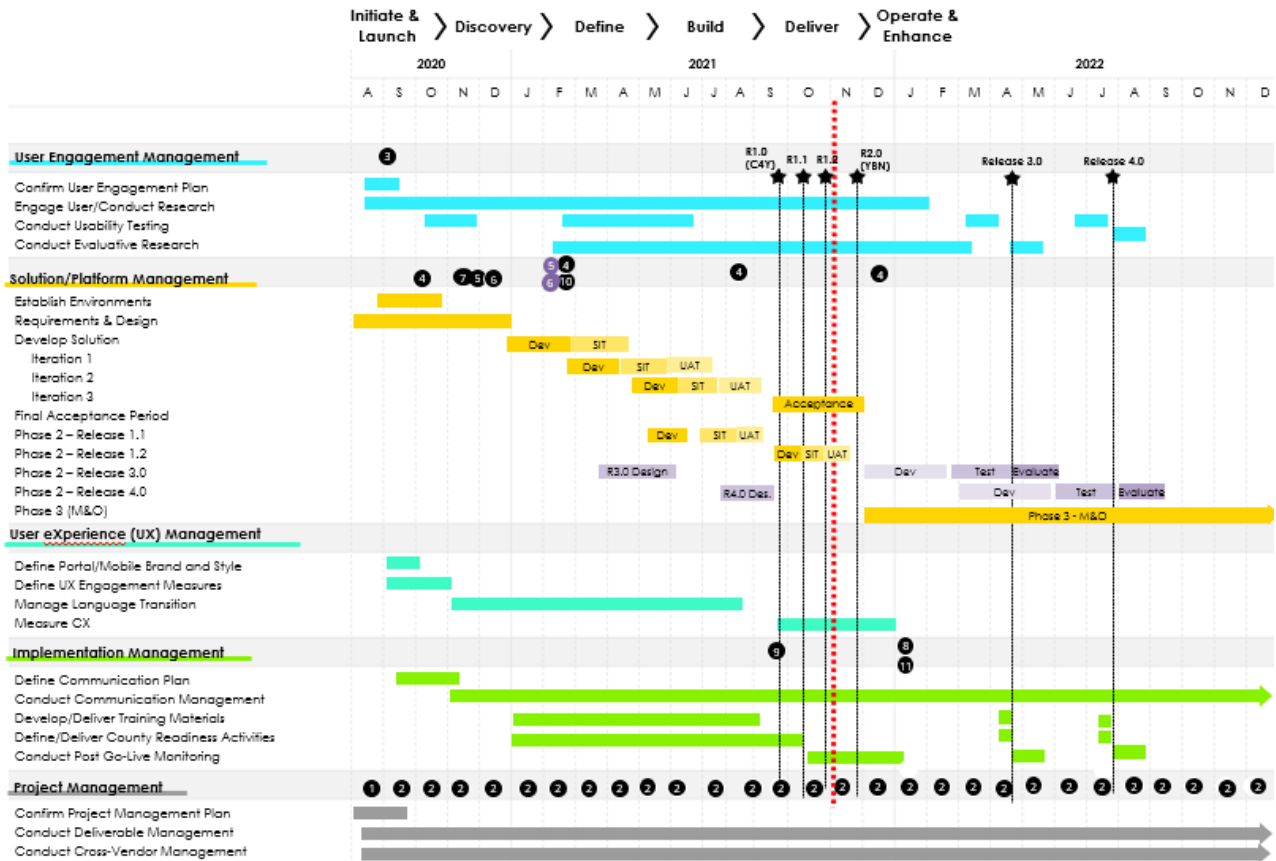 Initiate & Launch
Discovery
Define
Build
Deliver
Operate & Enhance
2020 2021 2022
A S O N D J F M A M J J A S O N D J F M A M J J A S O N D
R1.0 (C4Y)
R1.1
R1.2
R2.0 (YBN)
Release 3.0
Release 4.0
User Engagement Management
3
Confirm User Engagement Plan
Engage User/Conduct Research
Conduct Usability Testing
Conduct Evaluative Research
Solution/Platform Management
4 7 5 6 5 4 4 4
6 10
Establish Environments
Requirements & Design
Develop Solution
Dev SIT
Iteration 1
Dev SIT UAT
Iteration 2
Dev SIT UAT
Iteration 3
Acceptance
Final Acceptance Period
Phase 2 – Release 1.1
Dev SIT UAT
Phase 2 – Release 1.2
Dev SIT UAT
Phase 2 – Release 3.0
R3.0 Design Dev Test Evaluate
Phase 2 – Release 4.0
R4.0 Des. Dev Test Evaluate
Phase 3 (M&O)
Phase 3 - M&O
User eXperience (UX) Management
Define Portal/Mobile Brand and Style
Define UX Engagement Measures
Manage Language Transition
Measure CX
Implementation Management
9 8
11
Define Communication Plan
Conduct Communication Management
Develop/Deliver Training Materials
Define/Deliver County Readiness Activities
Conduct Post Go-Live Monitoring
Project Management
1 2 2 2 2 2 2 2 2 2 2 2 2 2 2 2 2 2 2 2 2 2 2 2 2 2 2 2 2
Confirm Project Management Plan
Conduct Deliverable Management
Conduct Cross-Vendor Management